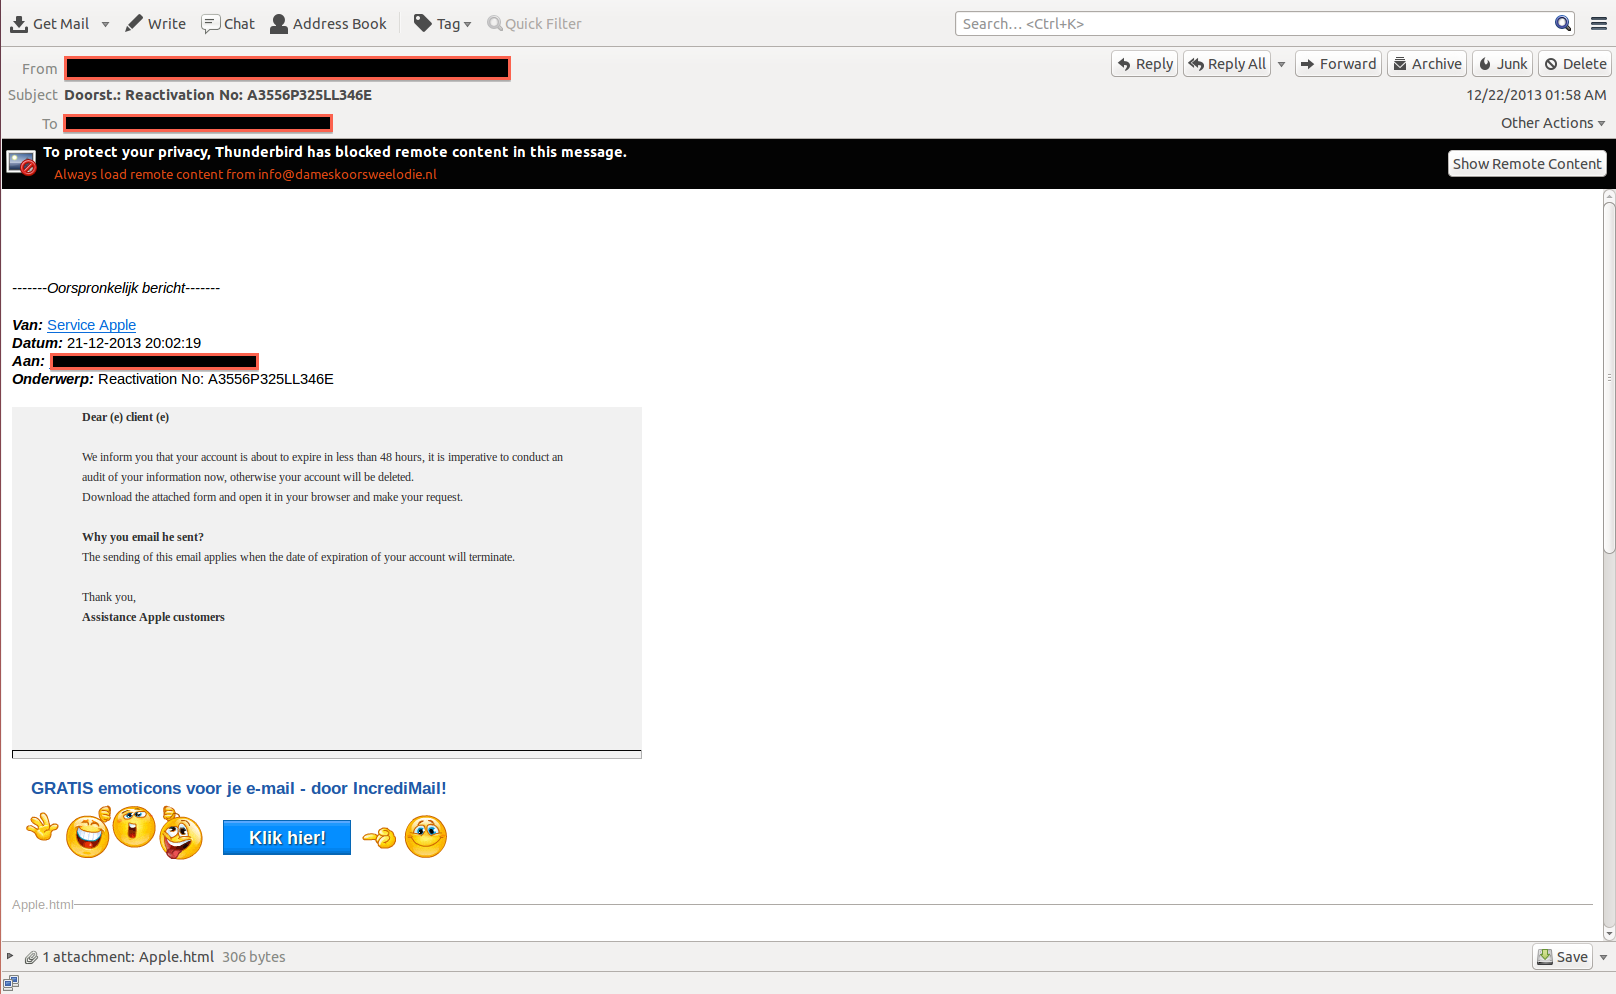 Get Mail Write Chat Address Book Tag Quick Filter Search... <Ctrl+K>
From Reply Reply All Forward Archive Junk Delete
Subject Doorst.: Reactivation No: A3556P325LL346E 12/22/2013 01:58 AM
To Other Actions
To protect your privacy, Thunderbird has blocked remote content in this message.
Always load remote content from info@dameskoorsweelodie.nl
Show Remote Content
-------Oorspronkelijk bericht-------
Van: Service Apple
Datum: 21-12-2013 20:02:19
Aan:
Onderwerp: Reactivation No: A3556P325LL346E
Dear (e) client (e)
We inform you that your account is about to expire in less than 48 hours, it is imperative to conduct an
audit of your information now, otherwise your account will be deleted.
Download the attached form and open it in your browser and make your request.
Why you email he sent?
The sending of this email applies when the date of expiration of your account will terminate.
Thank you,
Assistance Apple customers
GRATIS emoticons voor je e-mail - door IncrediMail!
Klik hier!
Apple.html
1 attachment: Apple.html 306 bytes Save